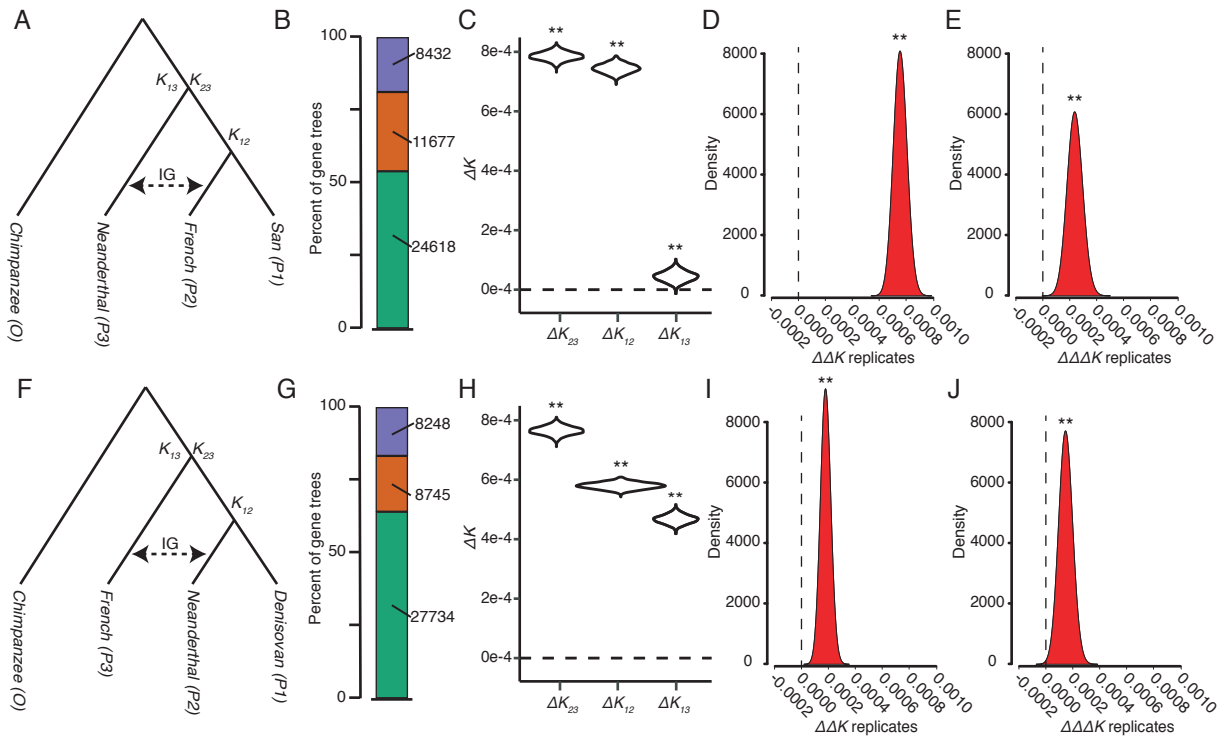 A
K13 K23
K12
IG
Chimpanzee (O)
Neanderthal (P3)
French (P2)
San (P1)
B
Percent of gene trees
100
50
0
8432
11677
24618
C
ΔK
8e-4
6e-4
4e-4
2e-4
0e-4
**
**
**
ΔK23 ΔK12 ΔK13
D
Density
8000
6000
4000
2000
0
**
-0.0002 0.0000 0.0002 0.0004 0.0006 0.0008 0.0010
ΔΔK replicates
E
Density
8000
6000
4000
2000
0
**
-0.0002 0.0000 0.0002 0.0004 0.0006 0.0008 0.0010
ΔΔΔK replicates
F
K13 K23
K12
IG
Chimpanzee (O)
French (P3)
Neanderthal (P2)
Denisovan (P1)
G
Percent of gene trees
100
50
0
8248
8745
27734
H
ΔK
8e-4
6e-4
4e-4
2e-4
0e-4
**
**
**
ΔK23 ΔK12 ΔK13
I
Density
8000
6000
4000
2000
0
**
-0.0002 0.0000 0.0002 0.0004 0.0006 0.0008 0.0010
ΔΔK replicates
J
Density
8000
6000
4000
2000
0
**
-0.0002 0.0000 0.0002 0.0004 0.0006 0.0008 0.0010
ΔΔΔK replicates